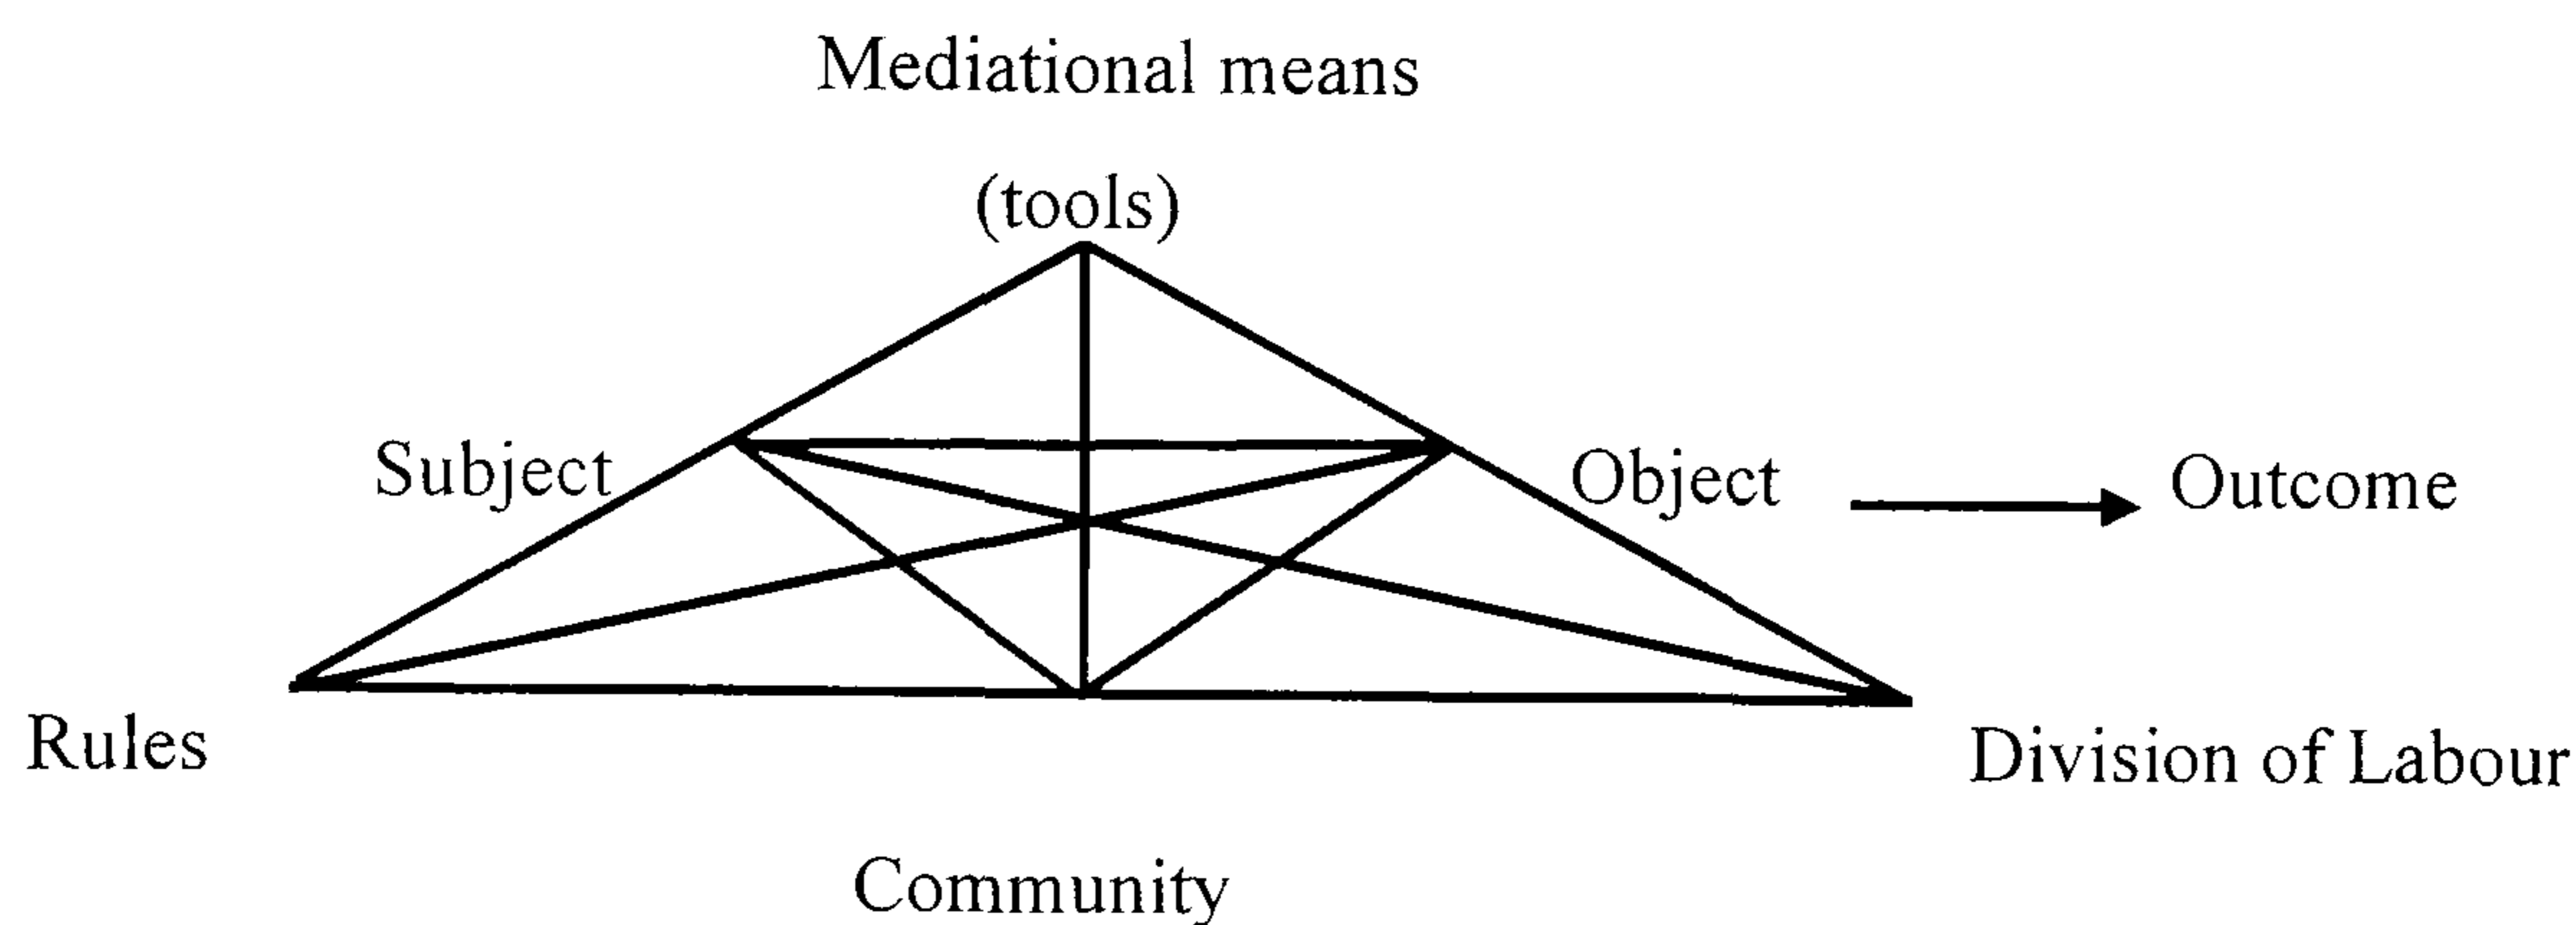 Mediational means
(tools)
Subject
Object
Outcome
Rules
Division of Labour
Community